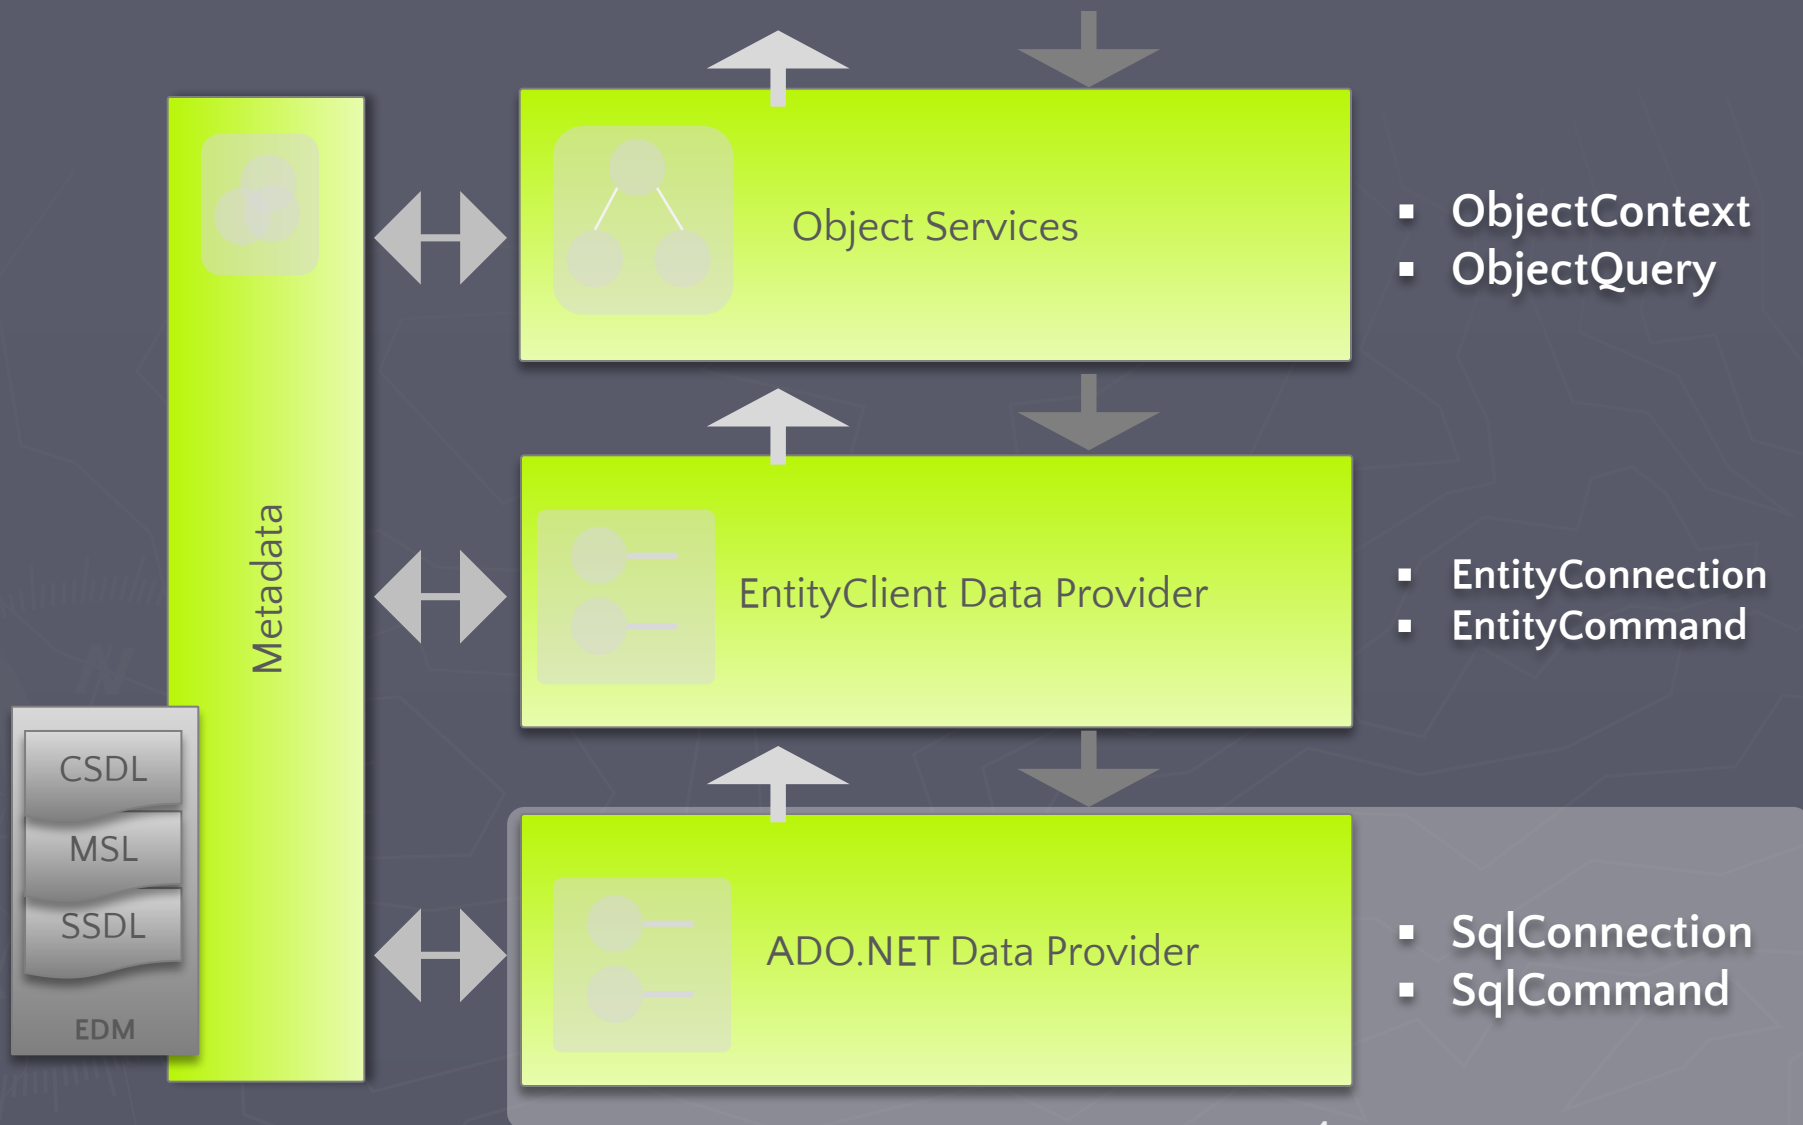 Object Services
▪ ObjectContext
▪ ObjectQuery
Metadata
EntityClient Data Provider
▪ EntityConnection
▪ EntityCommand
CSDL
MSL
SSDL
EDM
ADO.NET Data Provider
▪ SqlConnection
▪ SqlCommand